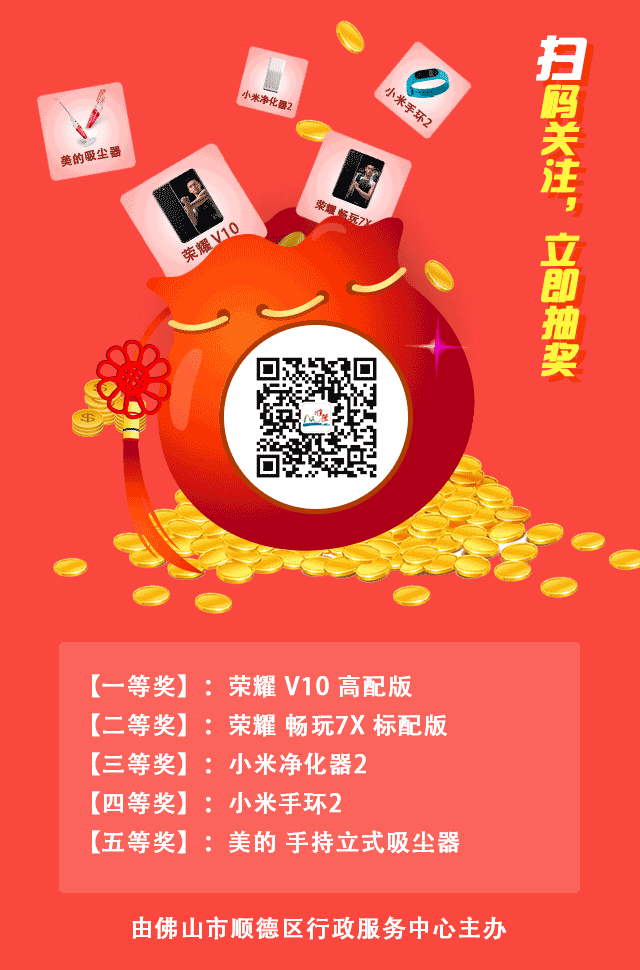 扫码关注，立即抽奖
小米净化器2
小米手环2
美的吸尘器
荣耀 V10
荣耀 畅玩7X
【一等奖】：荣耀 V10 高配版
【二等奖】：荣耀 畅玩7X 标配版
【三等奖】：小米净化器2
【四等奖】：小米手环2
【五等奖】：美的 手持立式吸尘器
由佛山市顺德区行政服务中心主办